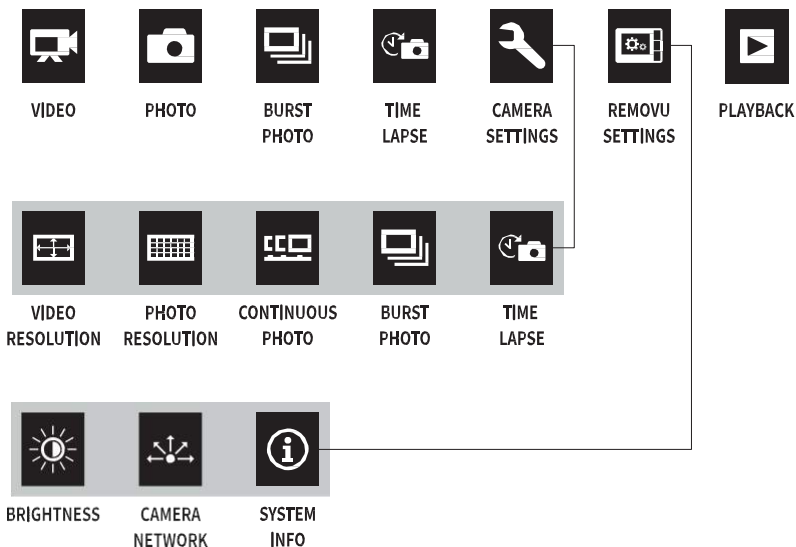 VIDEO
PHOTO
BURST
PHOTO
TIME
LAPSE
CAMERA
SETTINGS
REMOVU
SETTINGS
PLAYBACK
VIDEO
RESOLUTION
PHOTO
RESOLUTION
CONTINUOUS
PHOTO
BURST
PHOTO
TIME
LAPSE
BRIGHTNESS
CAMERA
NETWORK
SYSTEM
INFO